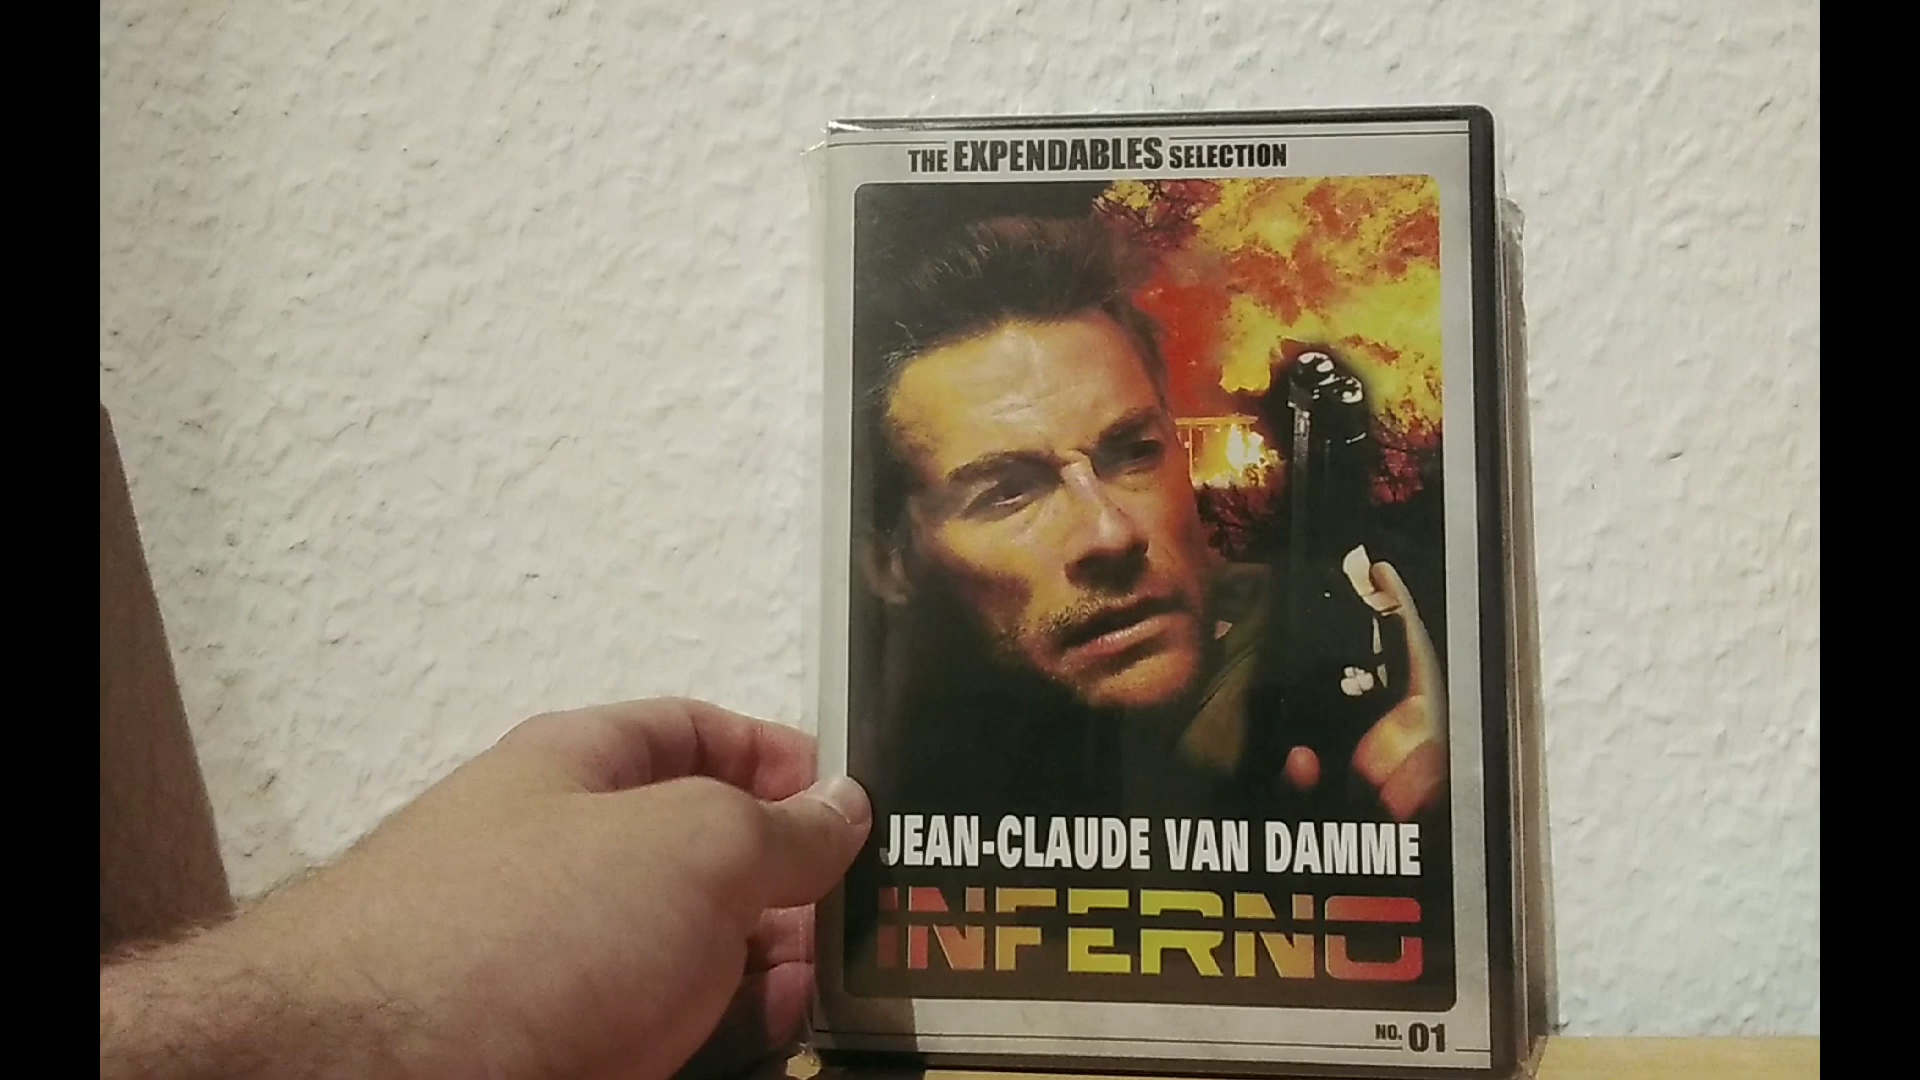 THE EXPENDABLES SELECTION
JEAN-CLAUDE VAN DAMME
INFERNO
NO. 01